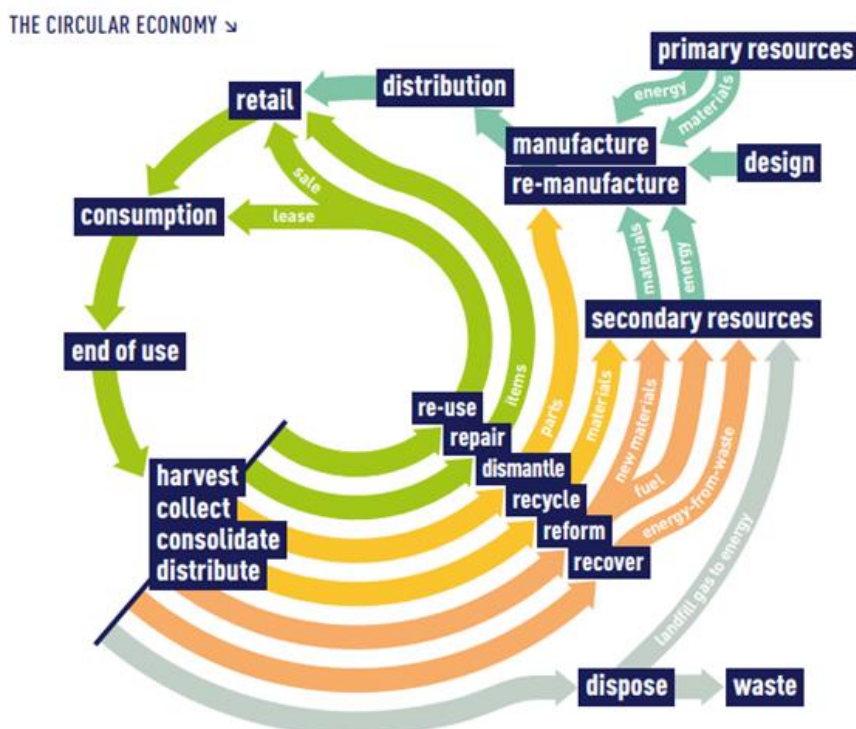 THE CIRCULAR ECONOMY ↘
primary resources
energy
materials
distribution
retail
manufacture
re-manufacture
design
sale
lease
consumption
materials
energy
secondary resources
end of use
items
parts
materials
new materials
fuel
energy-from-waste
landfill gas to energy
re-use
repair
dismantle
recycle
reform
recover
harvest
collect
consolidate
distribute
dispose
waste